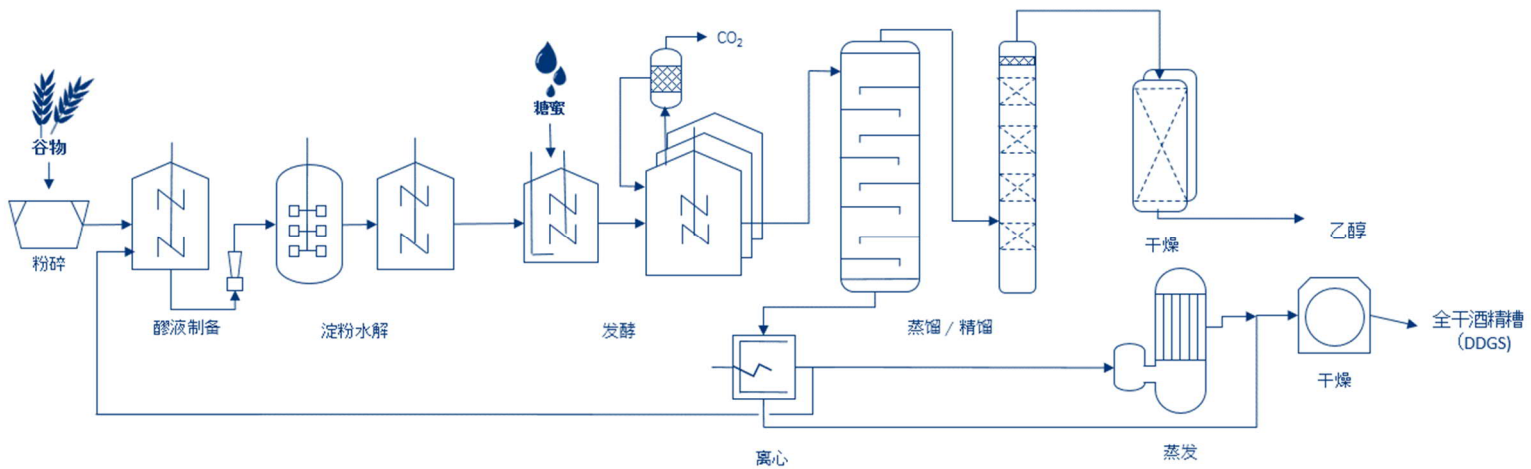 CO₂
谷物
糖蜜
粉碎
醪液制备
淀粉水解
发酵
蒸馏 / 精馏
干燥
乙醇
离心
蒸发
干燥
全干酒精糟
（DDGS)